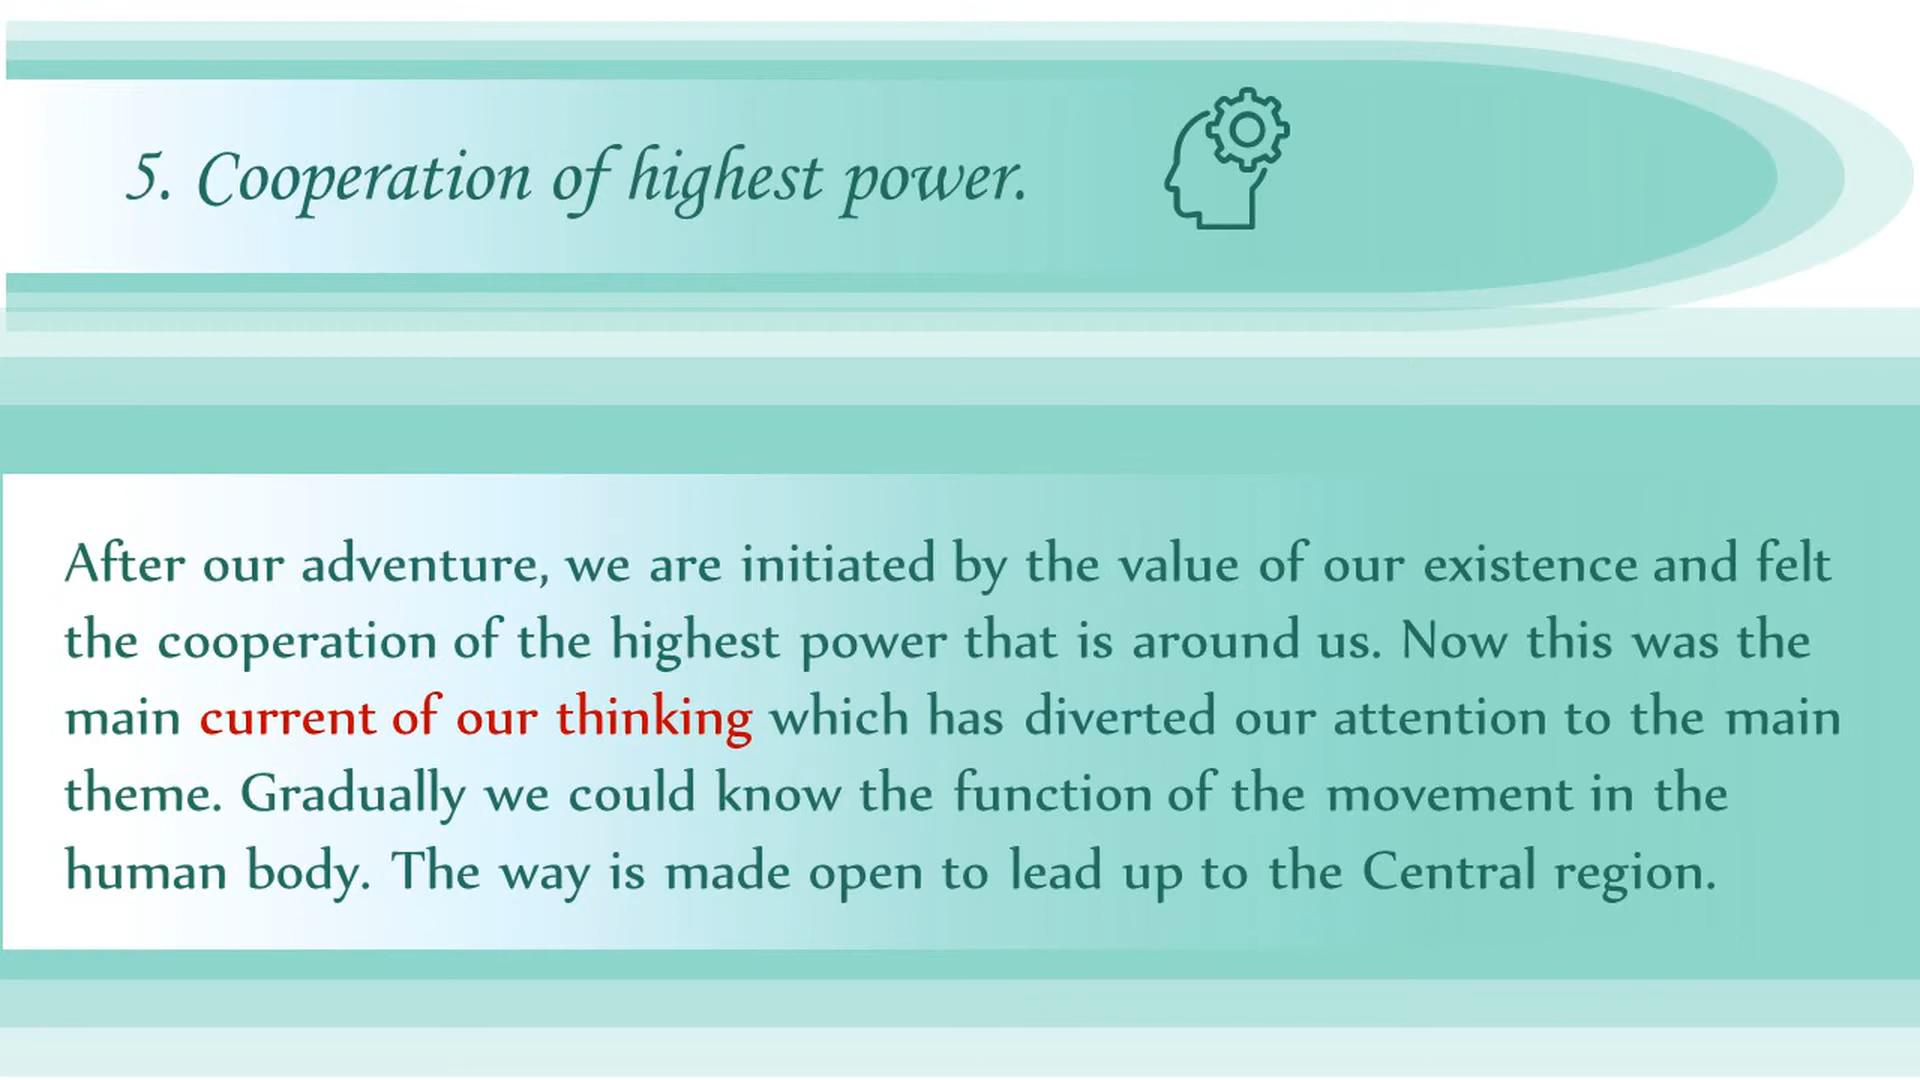 5. Cooperation of highest power.
After our adventure, we are initiated by the value of our existence and felt
the cooperation of the highest power that is around us. Now this was the
main current of our thinking which has diverted our attention to the main
theme. Gradually we could know the function of the movement in the
human body. The way is made open to lead up to the Central region.